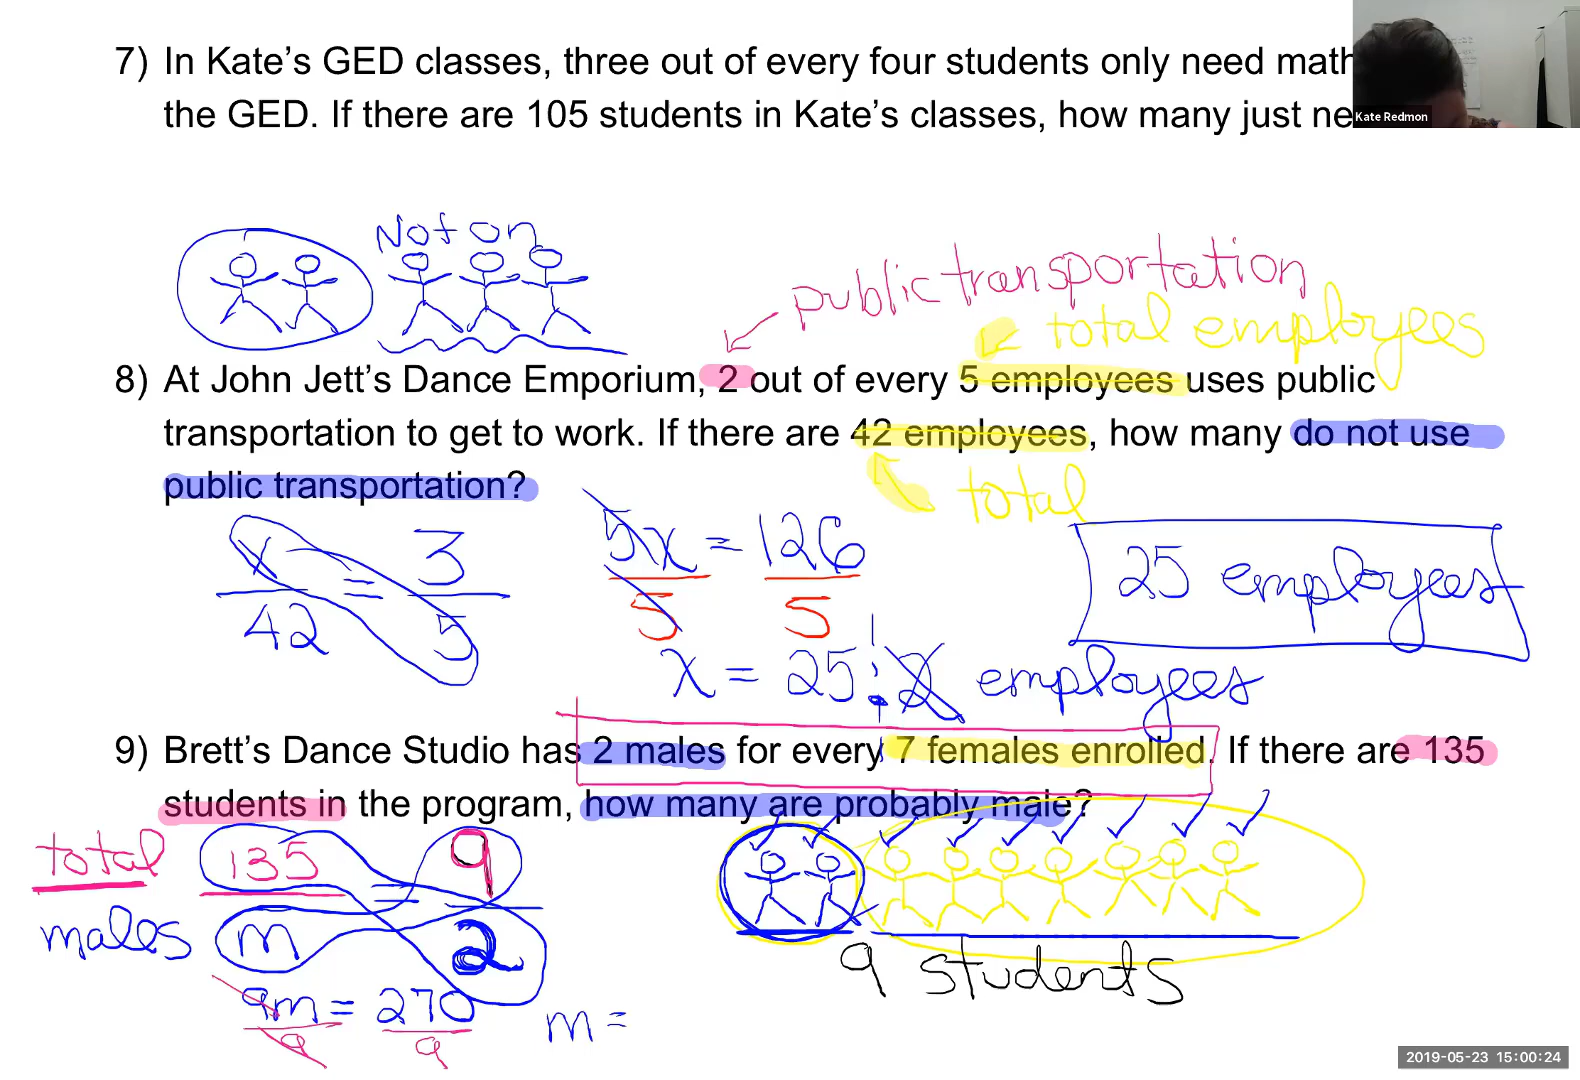 7) In Kate's GED classes, three out of every four students only need math
the GED. If there are 105 students in Kate's classes, how many just ne
Kate Redmon
Not on
public transportation
total employees
8) At John Jett's Dance Emporium, 2 out of every 5 employees uses public
transportation to get to work. If there are 42 employees, how many do not use
public transportation?
total
x/42 = 3/5
5x = 126
5 5
x = 25.2 employees
25 employees
9) Brett's Dance Studio has 2 males for every 7 females enrolled. If there are 135
students in the program, how many are probably male?
total 135 = 9
males m 2
9m = 270
9 9
m =
9 students
2019-05-23 15:00:24